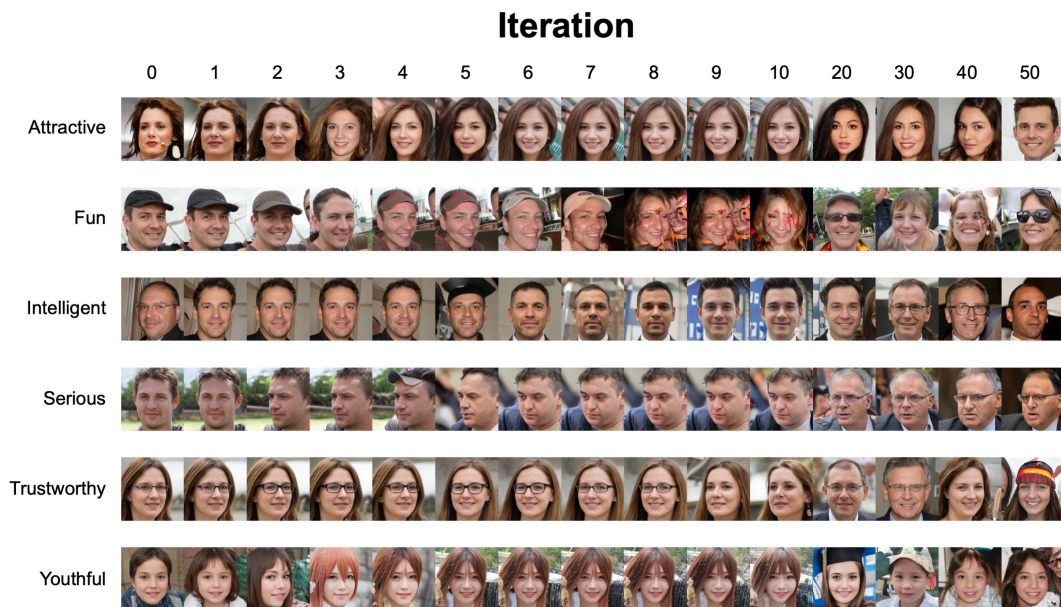 Iteration
0 1 2 3 4 5 6 7 8 9 10 20 30 40 50
Attractive
Fun
Intelligent
Serious
Trustworthy
Youthful